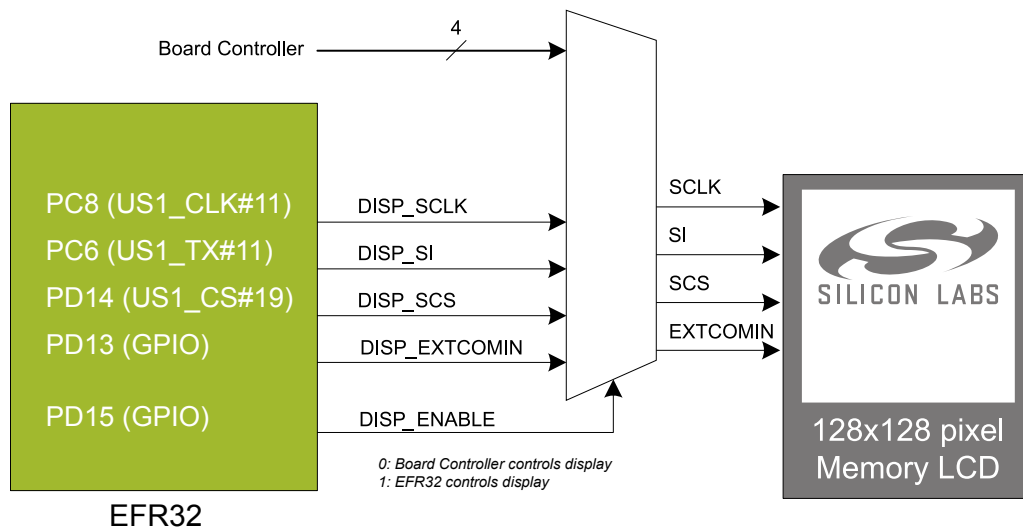 4
Board Controller
PC8 (US1_CLK#11)
DISP_SCLK
SCLK
PC6 (US1_TX#11)
DISP_SI
SI
PD14 (US1_CS#19)
DISP_SCS
SCS
SILICON LABS
PD13 (GPIO)
DISP_EXTCOMIN
EXTCOMIN
PD15 (GPIO)
DISP_ENABLE
128x128 pixel
Memory LCD
0: Board Controller controls display
1: EFR32 controls display
EFR32